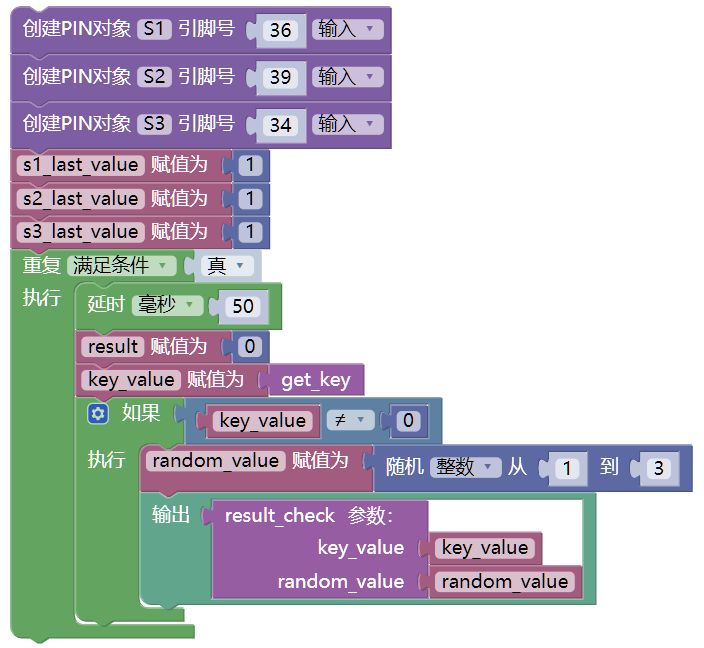 创建PIN对象 S1 引脚号 36 输入
创建PIN对象 S2 引脚号 39 输入
创建PIN对象 S3 引脚号 34 输入
s1_last_value 赋值为 1
s2_last_value 赋值为 1
s3_last_value 赋值为 1
重复 满足条件 真
执行 延时 毫秒 50
result 赋值为 0
key_value 赋值为 get_key
如果 key_value ≠ 0
执行 random_value 赋值为 随机 整数 从 1 到 3
输出 result_check 参数:
key_value key_value
random_value random_value